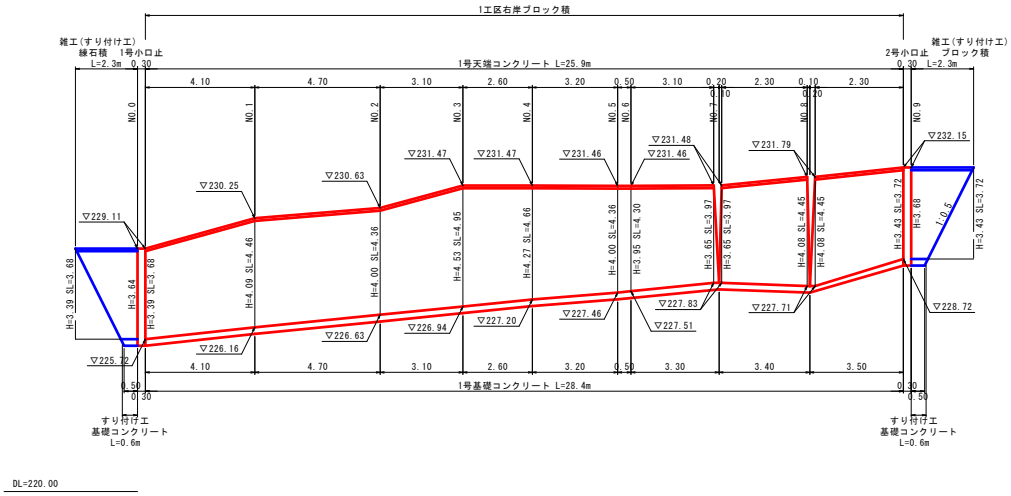 1工区右岸ブロック積
雑工(すり付け工)
練石積
L=2.3m
1号小口止
0.30
1号天端コンクリート L=25.9m
2号小口止
0.30
雑工(すり付け工)
ブロック積
L=2.3m
4.10
4.70
3.10
2.60
3.20
0.50
3.10
0.20
0.10
2.30
0.10
0.20
2.30
NO.0
NO.1
NO.2
NO.3
NO.4
NO.5
NO.6
NO.7
NO.8
NO.9
▽229.11
▽230.25
▽230.63
▽231.47
▽231.47
▽231.46
▽231.46
▽231.48
▽231.79
▽232.15
H=3.39 SL=3.68
H=3.64
H=3.39 SL=3.68
H=4.09 SL=4.46
H=4.00 SL=4.36
H=4.53 SL=4.95
H=4.27 SL=4.66
H=4.00 SL=4.36
H=3.95 SL=4.30
H=3.65 SL=3.97
H=3.65 SL=3.97
H=4.08 SL=4.45
H=4.08 SL=4.45
H=3.43 SL=3.72
H=3.68
1:0.5
H=3.43 SL=3.72
▽225.72
▽226.16
▽226.63
▽226.94
▽227.20
▽227.46
▽227.51
▽227.83
▽227.71
▽228.72
4.10
4.70
3.10
2.60
3.20
0.50
3.30
3.40
3.50
0.50
0.30
1号基礎コンクリート L=28.4m
0.30
0.50
すり付け工
基礎コンクリート
L=0.6m
すり付け工
基礎コンクリート
L=0.6m
DL=220.00